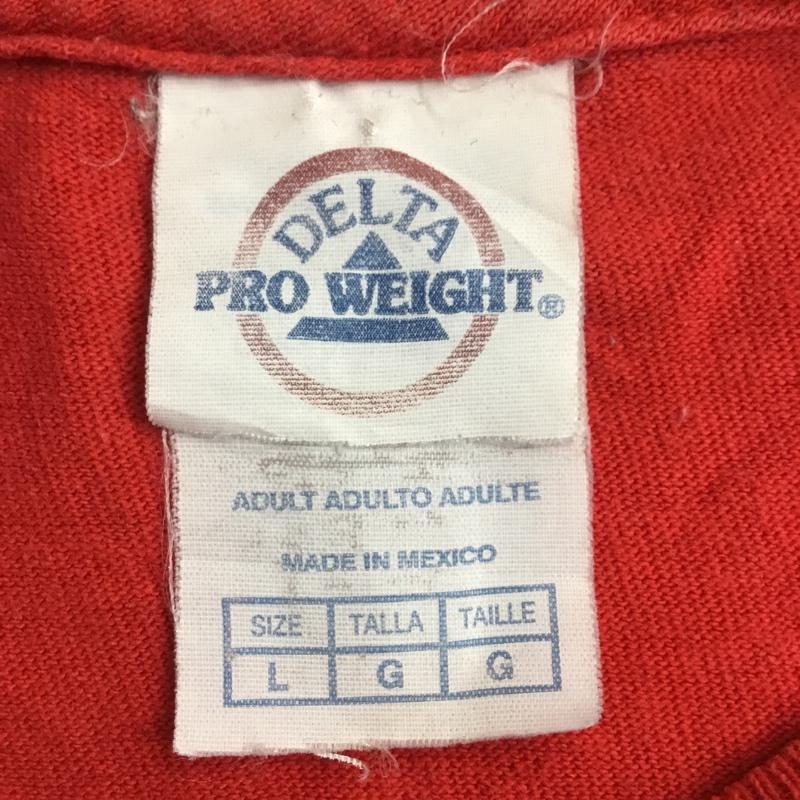 DELTA
PRO WEIGHT®
ADULT ADULTO ADULTE
MADE IN MEXICO
SIZE TALLA TAILLE
L G G